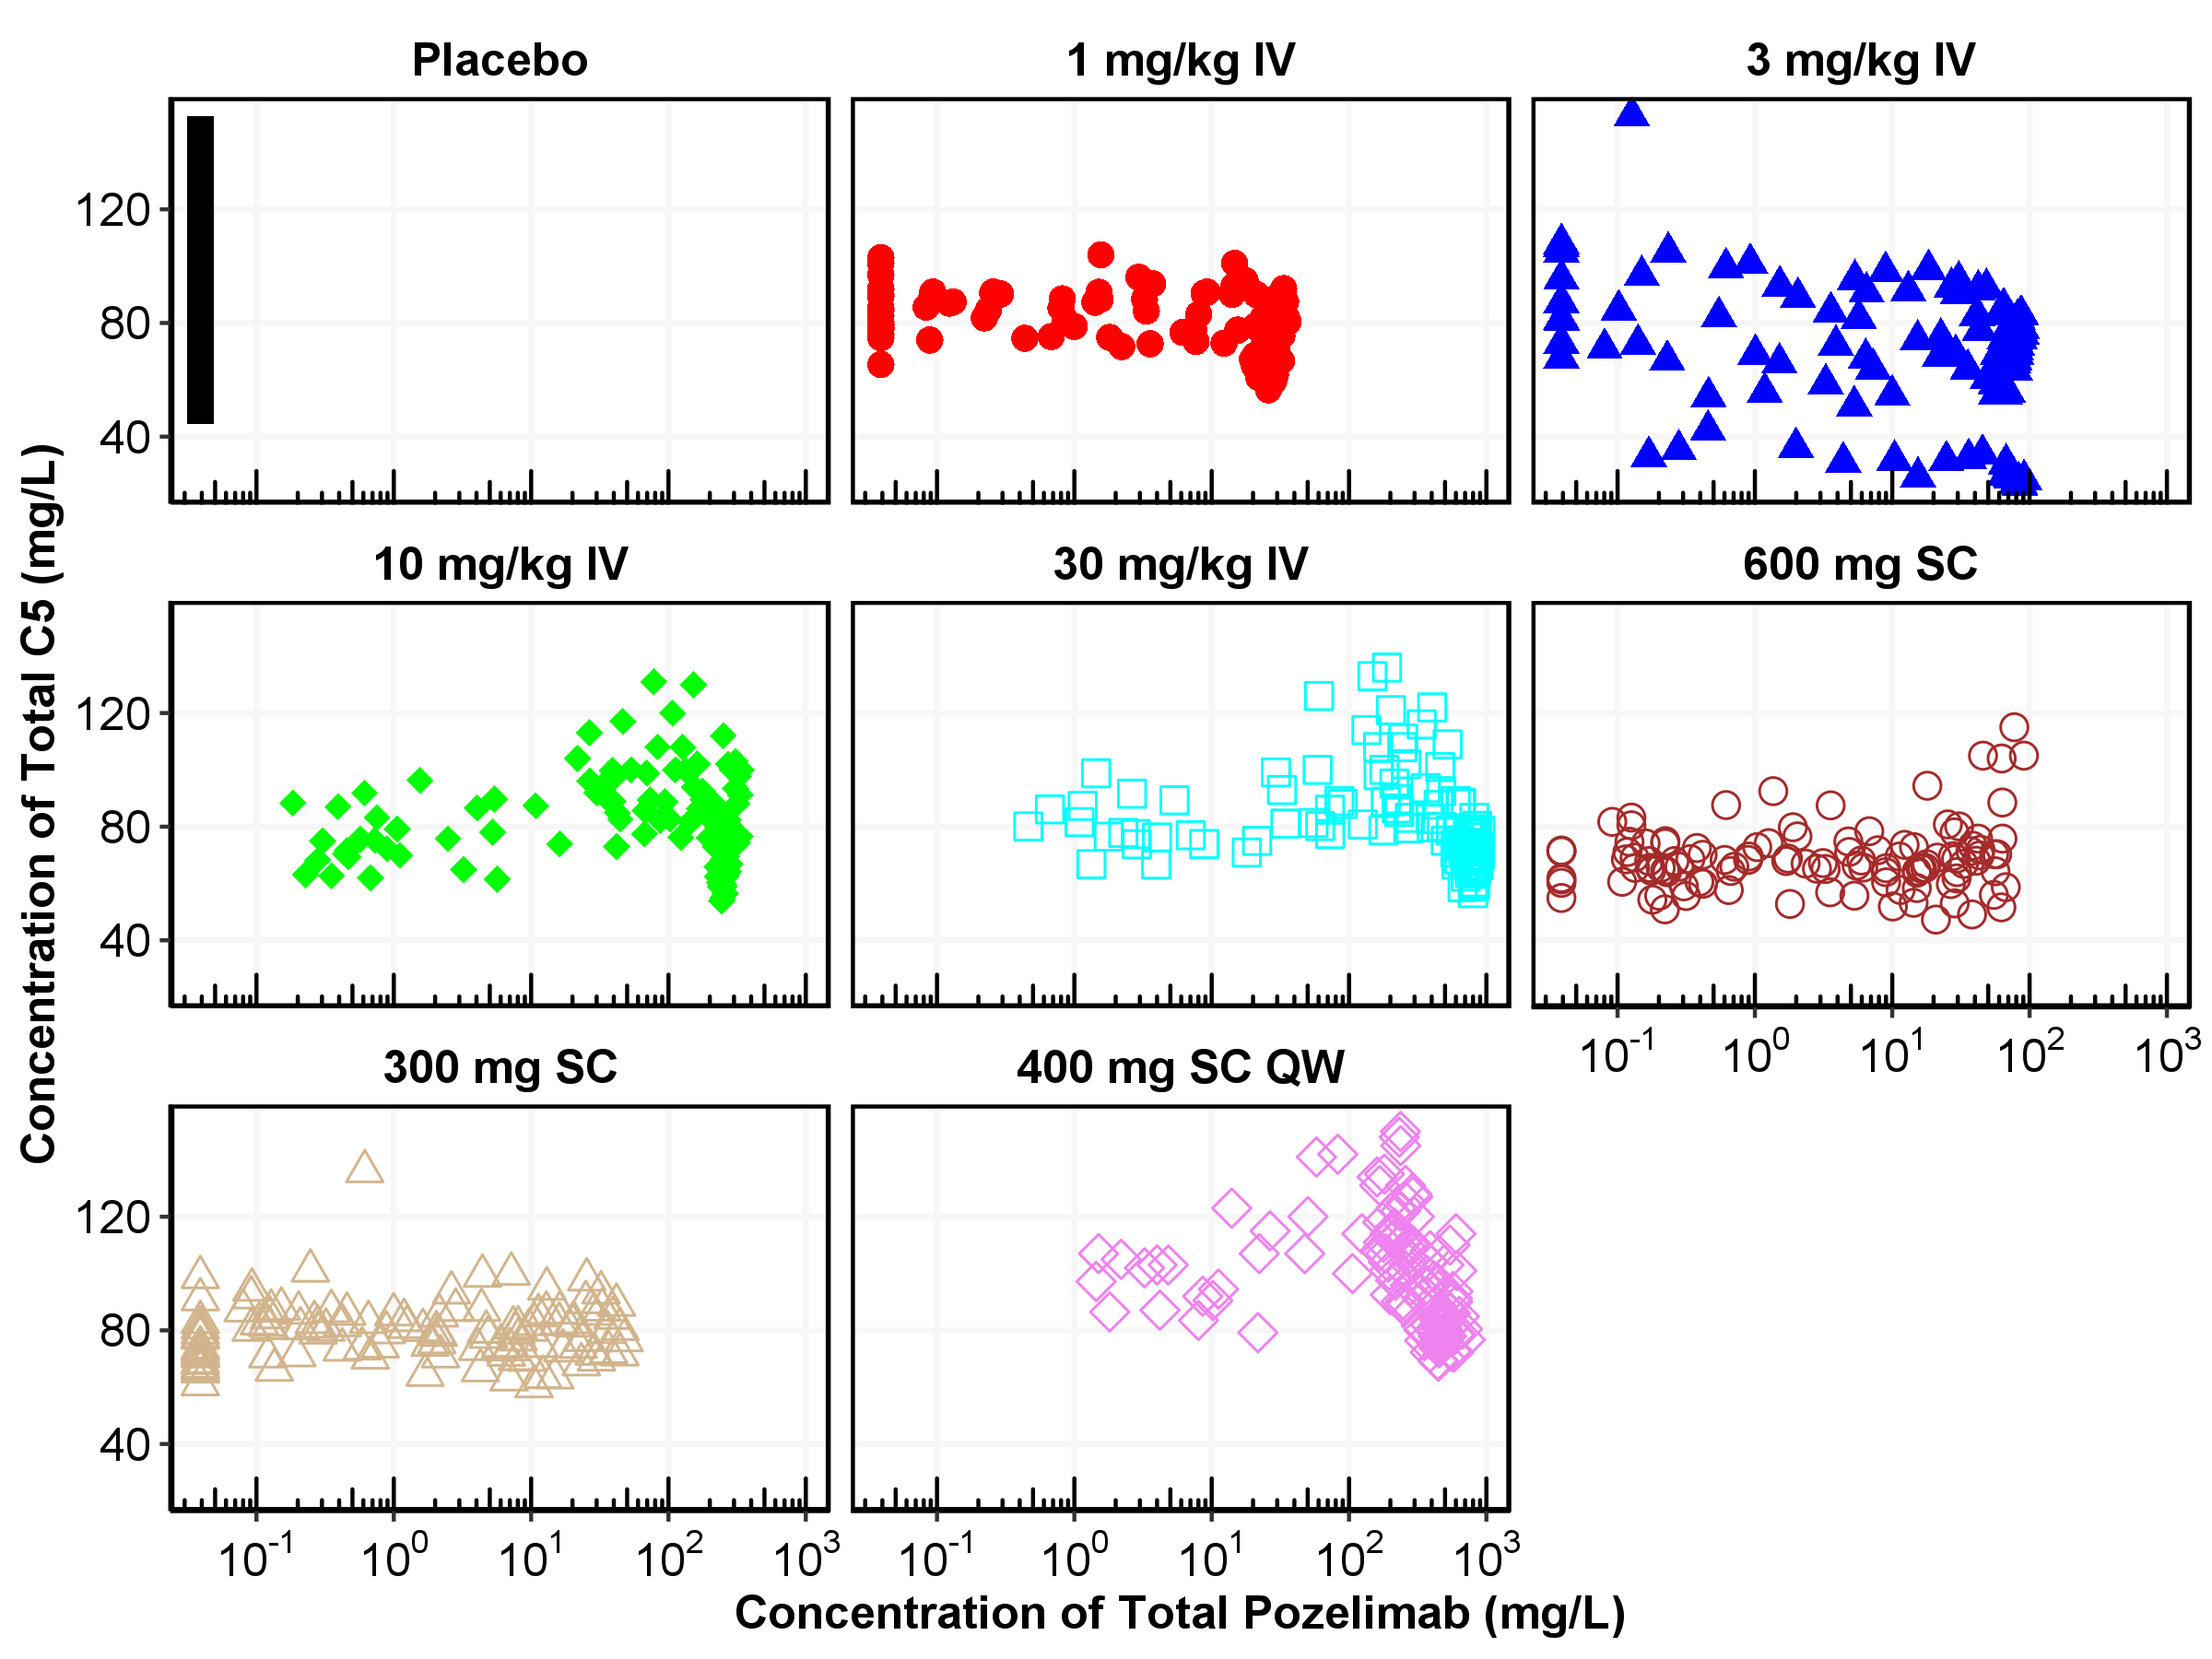 Placebo
1 mg/kg IV
3 mg/kg IV
120
80
40
10 mg/kg IV
30 mg/kg IV
600 mg SC
120
80
40
10⁻¹ 10⁰ 10¹ 10² 10³
300 mg SC
400 mg SC QW
120
80
40
10⁻¹ 10⁰ 10¹ 10² 10³
10⁻¹ 10⁰ 10¹ 10² 10³
Concentration of Total C5 (mg/L)
Concentration of Total Pozelimab (mg/L)